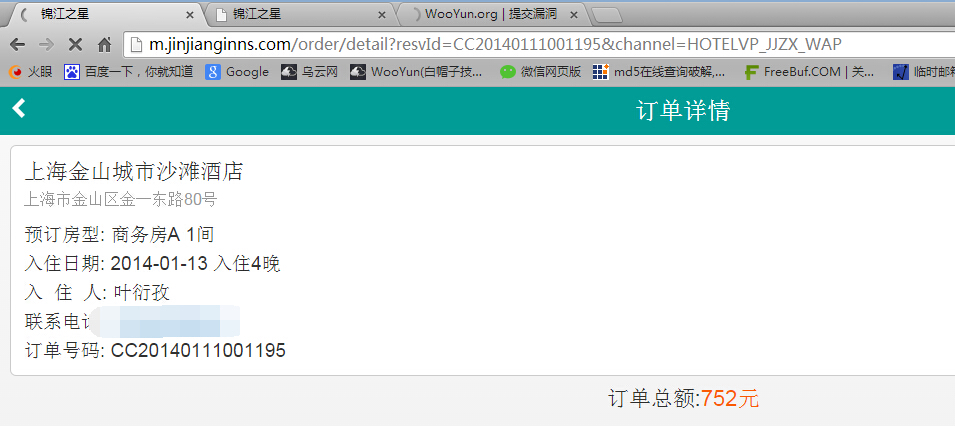 锦江之星
锦江之星
WooYun.org | 提交漏洞
m.jinjianginns.com/order/detail?resvId=CC20140111001195&channel=HOTELVP_JJZX_WAP
火眼 百度一下，你就知道 Google 乌云网 WooYun(白帽子技... 微信网页版 md5在线查询破解,... FreeBuf.COM | 关... 临时邮箱
订单详情
上海金山城市沙滩酒店
上海市金山区金一东路80号
预订房型: 商务房A 1间
入住日期: 2014-01-13 入住4晚
入 住 人: 叶衍孜
联系电
订单号码: CC20140111001195
订单总额:752元